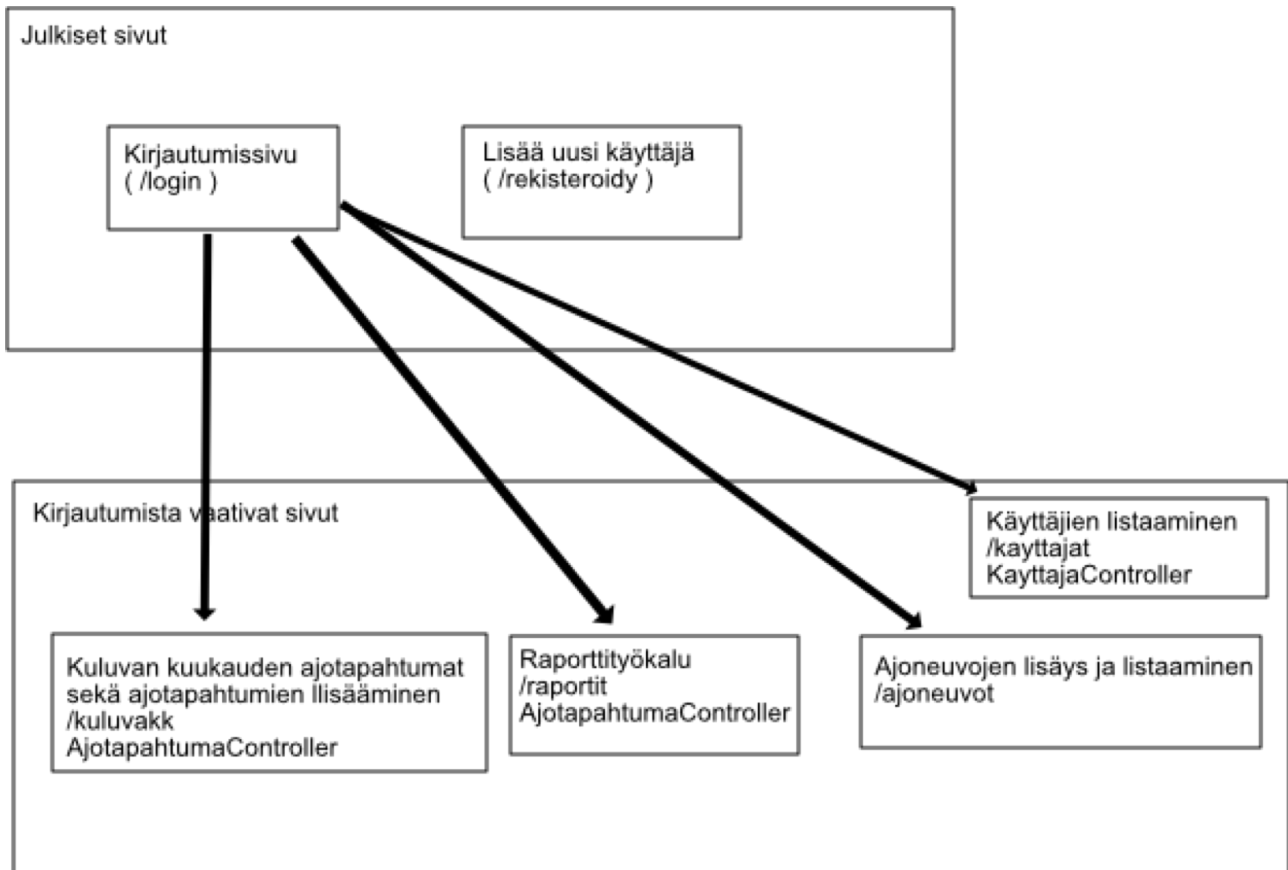 Julkiset sivut
Kirjautumissivu
( /login )
Lisää uusi käyttäjä
( /rekisteroidy )
Kirjautumista vaativat sivut
Käyttäjien listaaminen
/kayttajat
KayttajaController
Kuluvan kuukauden ajotapahtumat
sekä ajotapahtumien Llisääminen
/kuluvakk
AjotapahtumaController
Raporttityökalu
/raportit
AjotapahtumaController
Ajoneuvojen lisäys ja listaaminen
/ajoneuvot